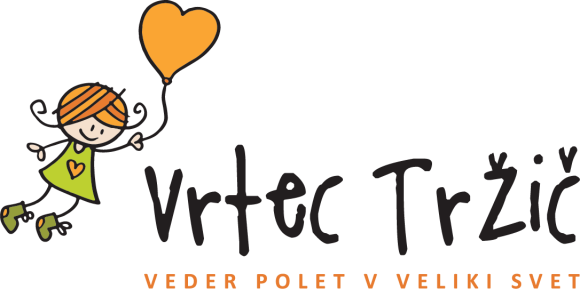 Vrtec Tržič
VEDER POLET V VELIKI SVET